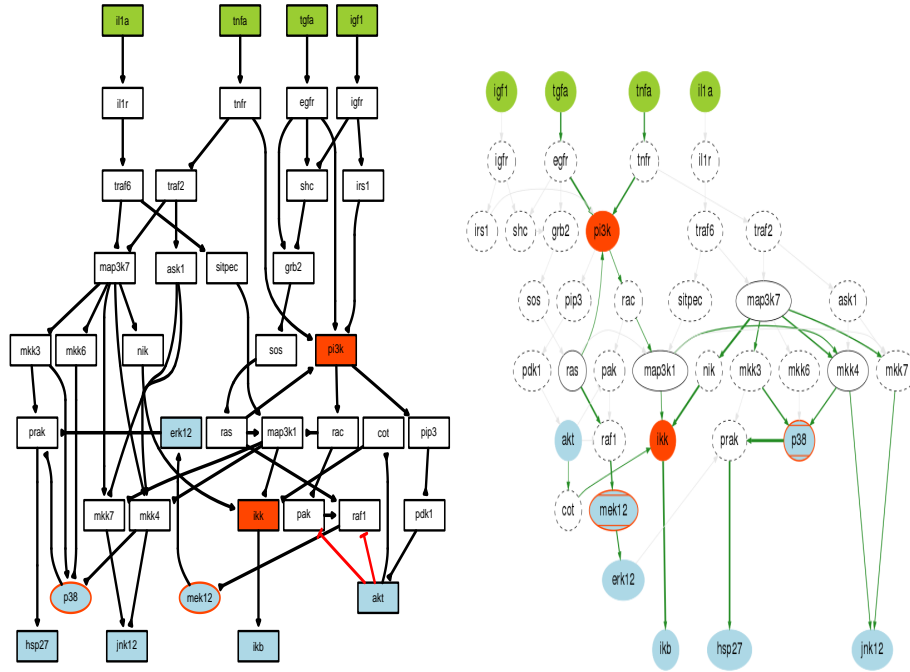 il1a tnfa tgfa igf1
il1r tnfr egfr igfr
traf6 traf2 shc irs1
map3k7 ask1 sitpec grb2
mkk3 mkk6 nik sos pi3k
prak erk12 ras map3k1 rac cot pip3
mkk7 mkk4 ikk pak raf1 pdk1
p38 mek12 akt
hsp27 jnk12 ikb
igf1 tgfa tnfa il1a
igfr egfr tnfr il1r
irs1 shc grb2 pi3k traf6 traf2
sos pip3 rac sitpec map3k7 ask1
pdk1 ras pak map3k1 nik mkk3 mkk6 mkk4 mkk7
akt raf1 ikk prak p38
cot mek12
erk12
ikb hsp27 jnk12